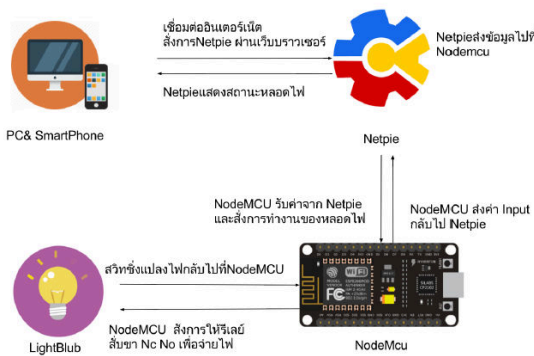 เชื่อมต่ออินเตอร์เน็ต
สั่งการNetpie ผ่านเว็บบราวเซอร์
Netpieส่งข้อมูลไปที่
Nodemcu
Netpieแสดงสถานะหลอดไฟ
PC& SmartPhone
Netpie
NodeMCU รับค่าจาก Netpie
และสั่งการทำงานของหลอดไฟ
NodeMCU ส่งค่า Input
กลับไป Netpie
สวิทชิ่งแปลงไฟกลับไปที่NodeMCU
WiFi
FC
NodeMCU สั่งการให้รีเลย์
สับขา Nc No เพื่อจ่ายไฟ
LightBlub
NodeMcu